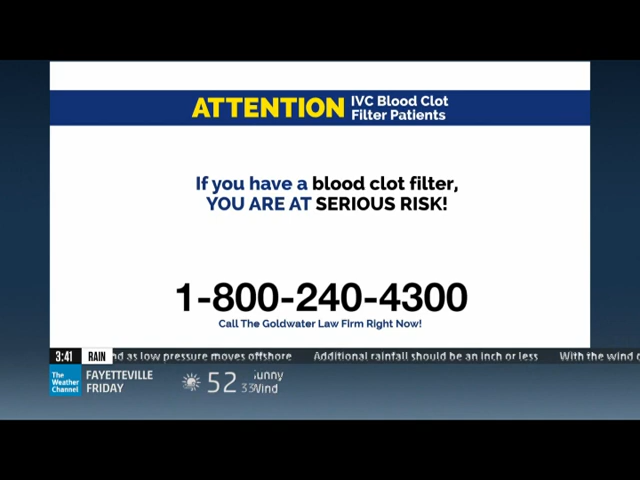 ATTENTION IVC Blood Clot
Filter Patients
If you have a blood clot filter,
YOU ARE AT SERIOUS RISK!
1-800-240-4300
Call The Goldwater Law Firm Right Now!
3:41 RAIN nd as low pressure moves offshore Additional rainfall should be an inch or less With the wind c
The Weather Channel
FAYETTEVILLE
FRIDAY
52 33
unny
Wind